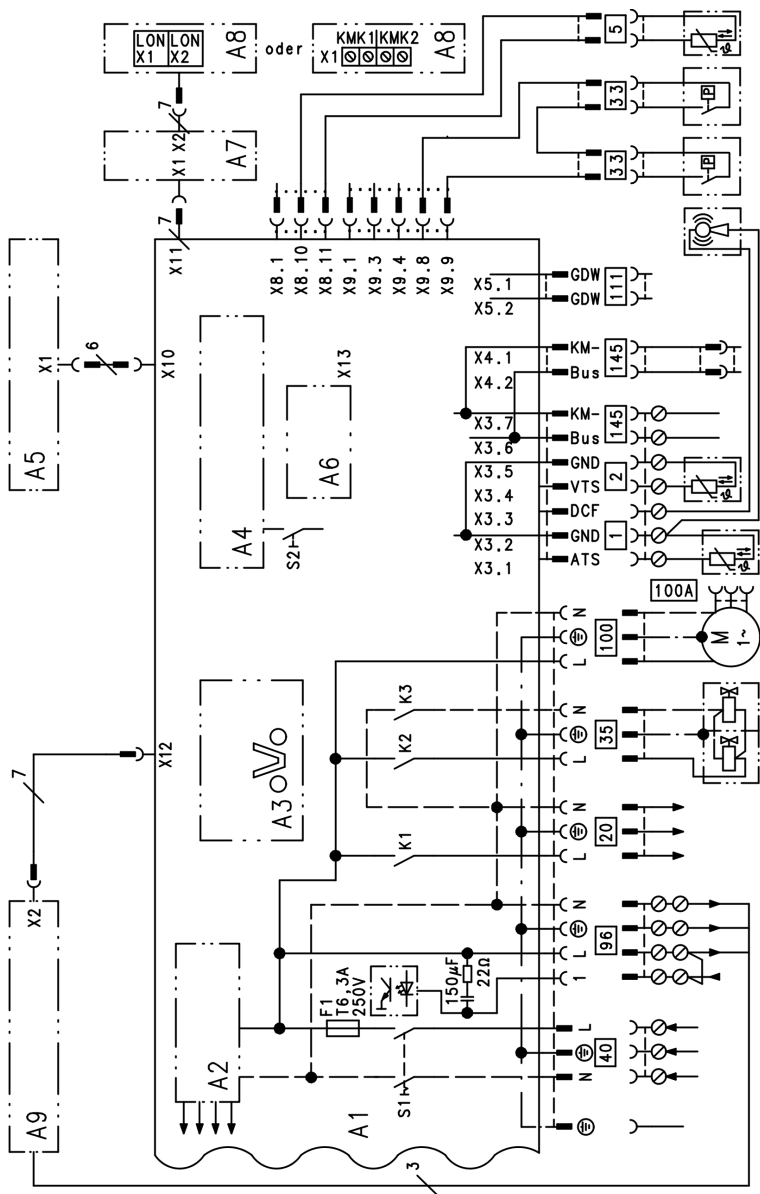 LON
X1
LON
X2
A8
oder
KMK1
KMK2
X1
A8
7
X1
X2
A7
7
X11
5
ϑ
33
P
33
P
X8.1
X8.10
X8.11
X9.1
X9.3
X9.4
X9.8
X9.9
A5
X1
6
X10
A4
S2
A6
X13
X5.1
X5.2
GDW
GDW
111
X4.1
X4.2
KM-
Bus
145
X3.7
X3.6
KM-
Bus
145
X3.5
X3.4
GND
VTS
2
ϑ
X3.3
X3.2
X3.1
DCF
GND
ATS
1
ϑ
100A
N
L
100
M
1~
A3
X12
7
K3
K2
K1
N
L
35
N
L
20
A9
X2
A2
F1
T6,3A
250V
150µF
22Ω
N
L
1
96
S1
A1
L
N
40
3